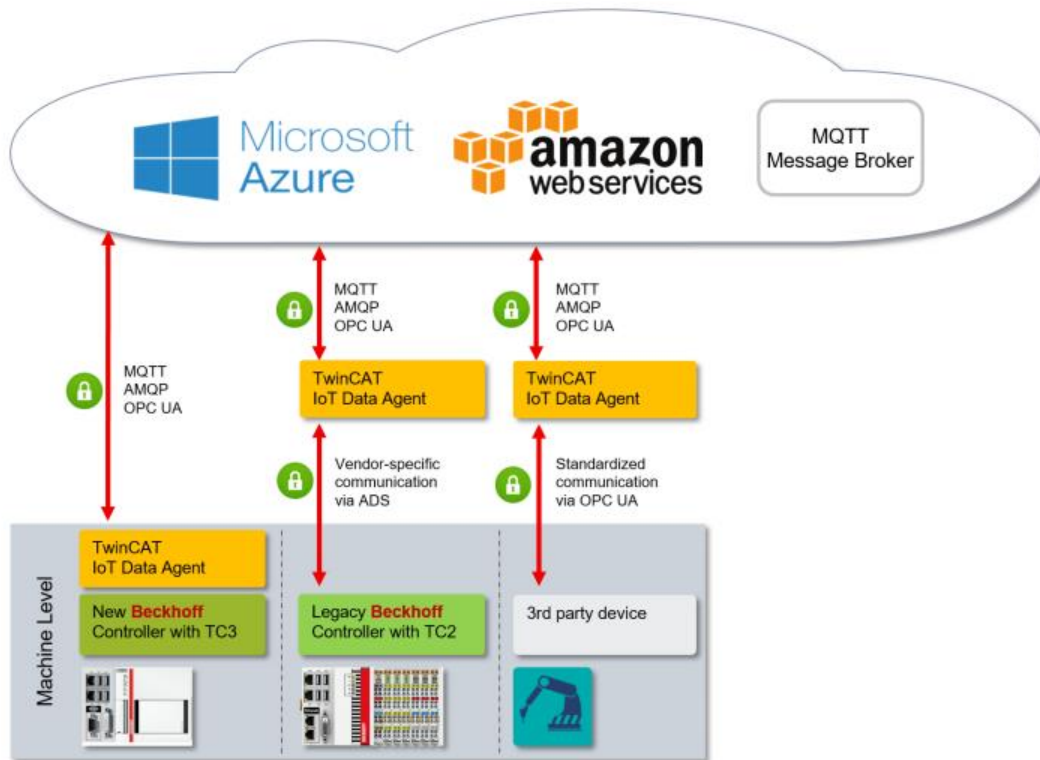 Microsoft
Azure
amazon
web services
MQTT
Message Broker
MQTT
AMQP
OPC UA
MQTT
AMQP
OPC UA
MQTT
AMQP
OPC UA
TwinCAT
IoT Data Agent
TwinCAT
IoT Data Agent
Vendor-specific
communication
via ADS
Standardized
communication
via OPC UA
Machine Level
TwinCAT
IoT Data Agent
New Beckhoff
Controller with TC3
Legacy Beckhoff
Controller with TC2
3rd party device